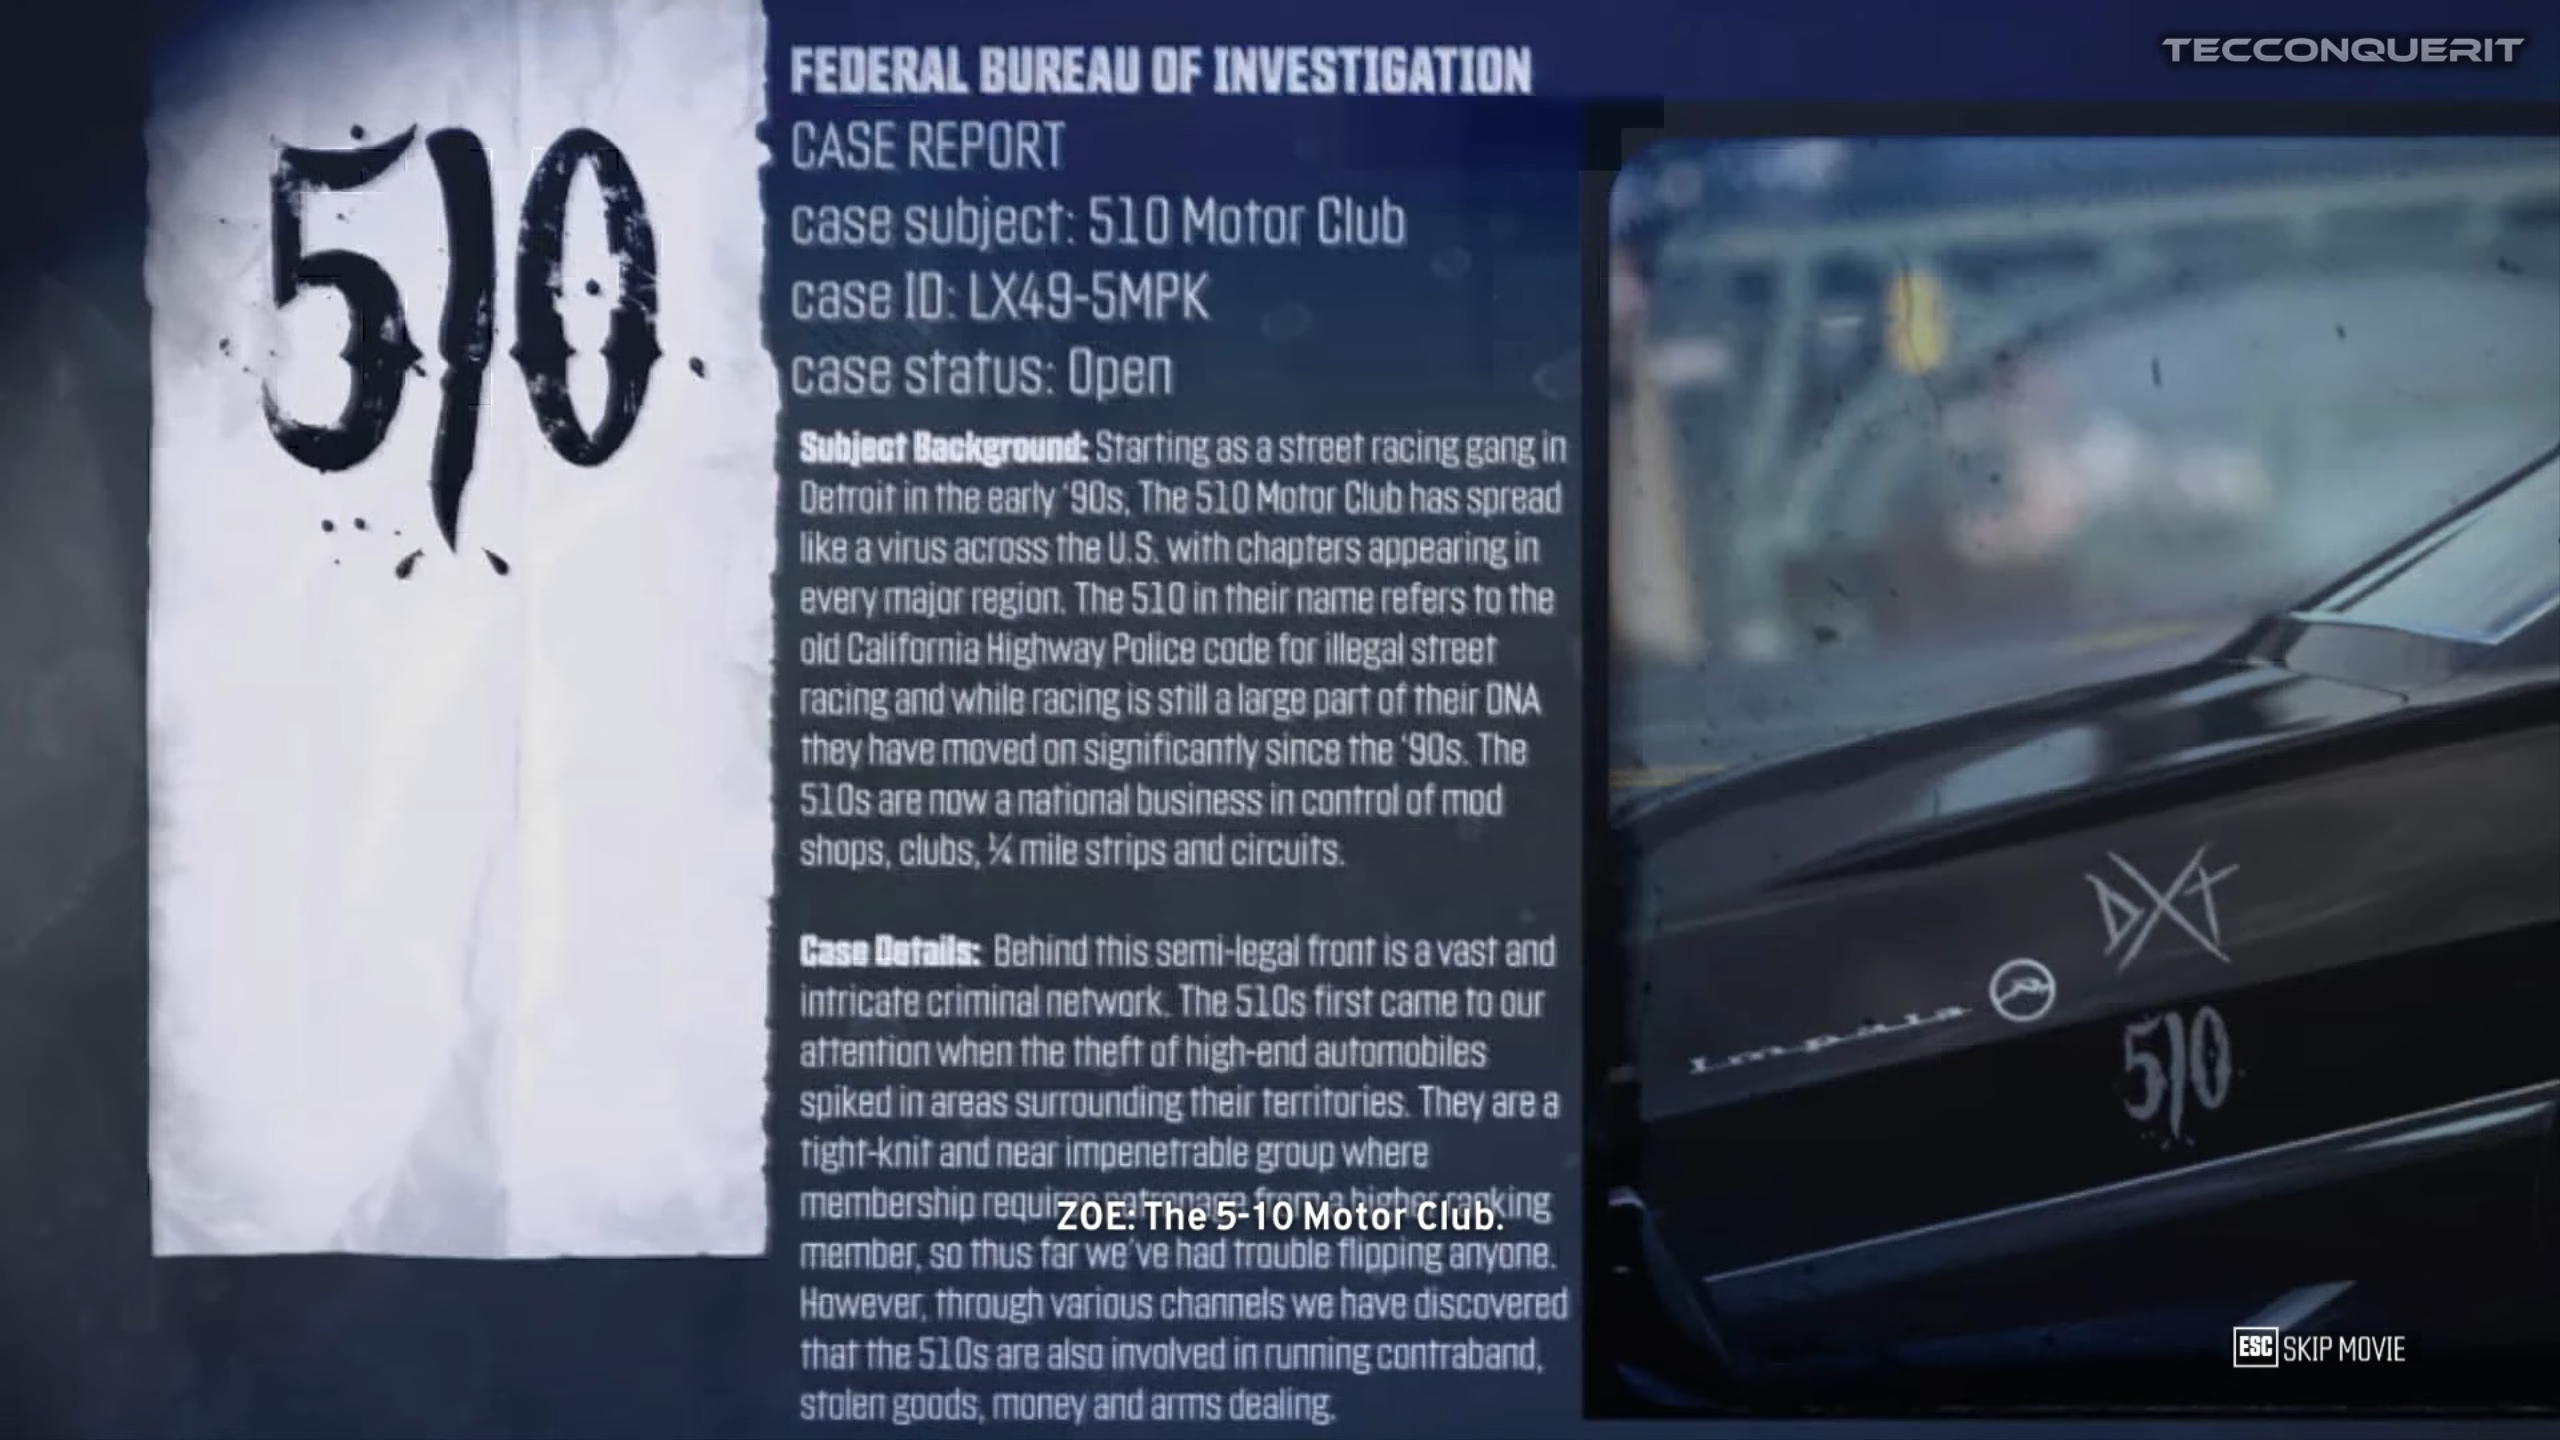 TECCONQUERIT
510
FEDERAL BUREAU OF INVESTIGATION
CASE REPORT
case subject: 510 Motor Club
case ID: LX49-5MPK
case status: Open
Subject Background: Starting as a street racing gang in
Detroit in the early ‘90s, The 510 Motor Club has spread
like a virus across the U.S. with chapters appearing in
every major region. The 510 in their name refers to the
old California Highway Police code for illegal street
racing and while racing is still a large part of their DNA
they have moved on significantly since the ‘90s. The
510s are now a national business in control of mod
shops, clubs, ¼ mile strips and circuits.
Case Details: Behind this semi-legal front is a vast and
intricate criminal network. The 510s first came to our
attention when the theft of high-end automobiles
spiked in areas surrounding their territories. They are a
tight-knit and near impenetrable group where
membership requires patronage from a higher ranking
ZOE: The 5-10 Motor Club.
member, so thus far we’ve had trouble flipping anyone.
However, through various channels we have discovered
that the 510s are also involved in running contraband,
stolen goods, money and arms dealing.
DXT
Impala
510
ESC SKIP MOVIE